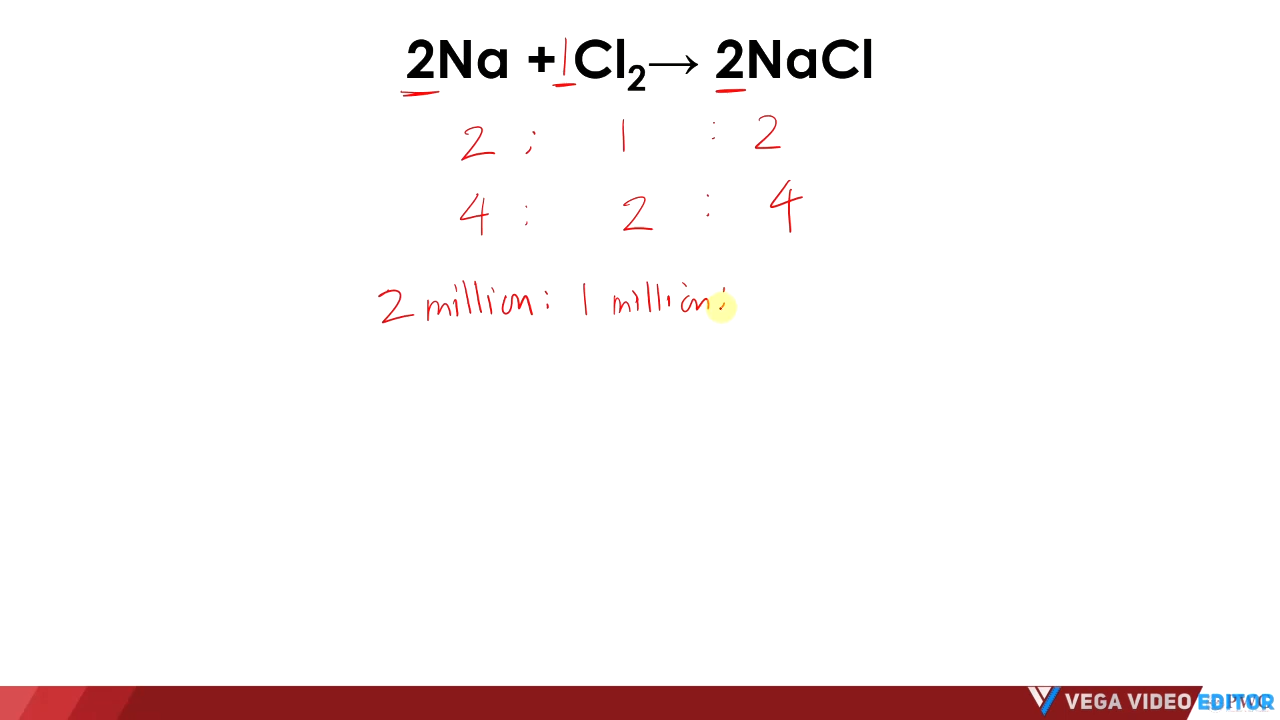 2Na + 1Cl₂→ 2NaCl
2 : 1 : 2
4 : 2 : 4
2 million : 1 million :
VEGA VIDEO EDITOR